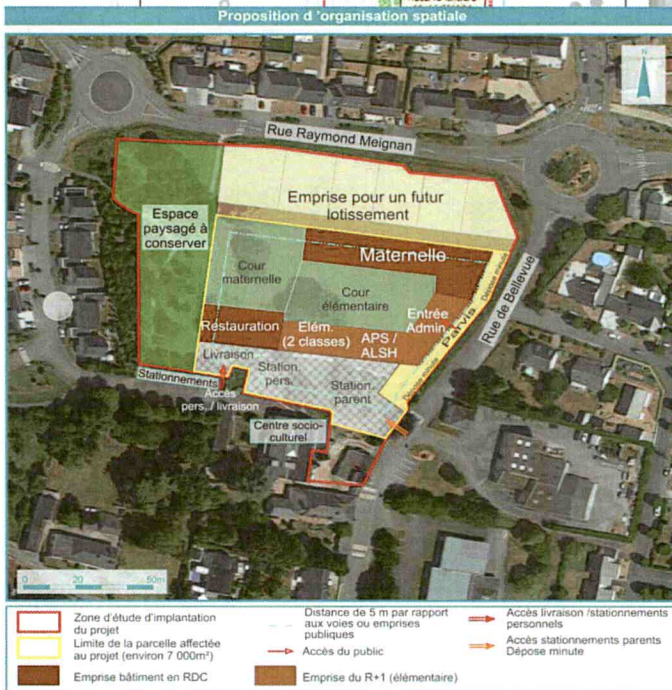 Proposition d 'organisation spatiale
N
Rue Raymond Meignan
Emprise pour un futur
lotissement
Espace
paysagé à
conserver
Maternelle
Cour
maternelle
Cour
élémentaire
Dépose minute
Parvis
Dépose minute
Rue de Bellevue
Entrée
Admin.
Restauration
Elém.
(2 classes)
APS /
ALSH
Livraison
Station.
pers.
Station.
parent
Stationnements
Accès
pers. / livraison
Centre socio-
culturel
0 20 50m
Zone d'étude d'implantation
du projet
Limite de la parcelle affectée
au projet (environ 7 000m²)
Emprise bâtiment en RDC
Distance de 5 m par rapport
aux voies ou emprises
publiques
Accès du public
Emprise du R+1 (élémentaire)
Accès livraison /stationnements
personnels
Accès stationnements parents
Dépose minute